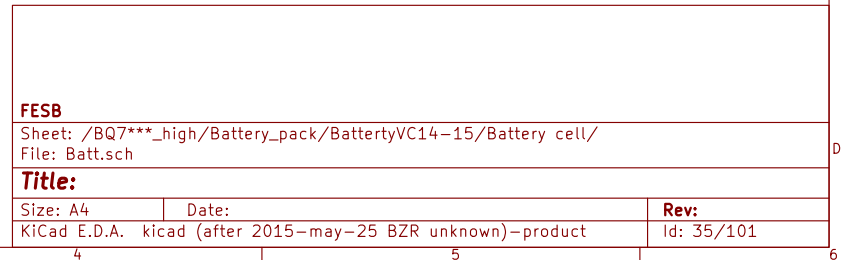 FESB
Sheet: /BQ7***_high/Battery_pack/BattertyVC14-15/Battery cell/
File: Batt.sch
D
Title:
Size: A4 Date: Rev:
KiCad E.D.A. kicad (after 2015-may-25 BZR unknown)-product Id: 35/101
4 5 6